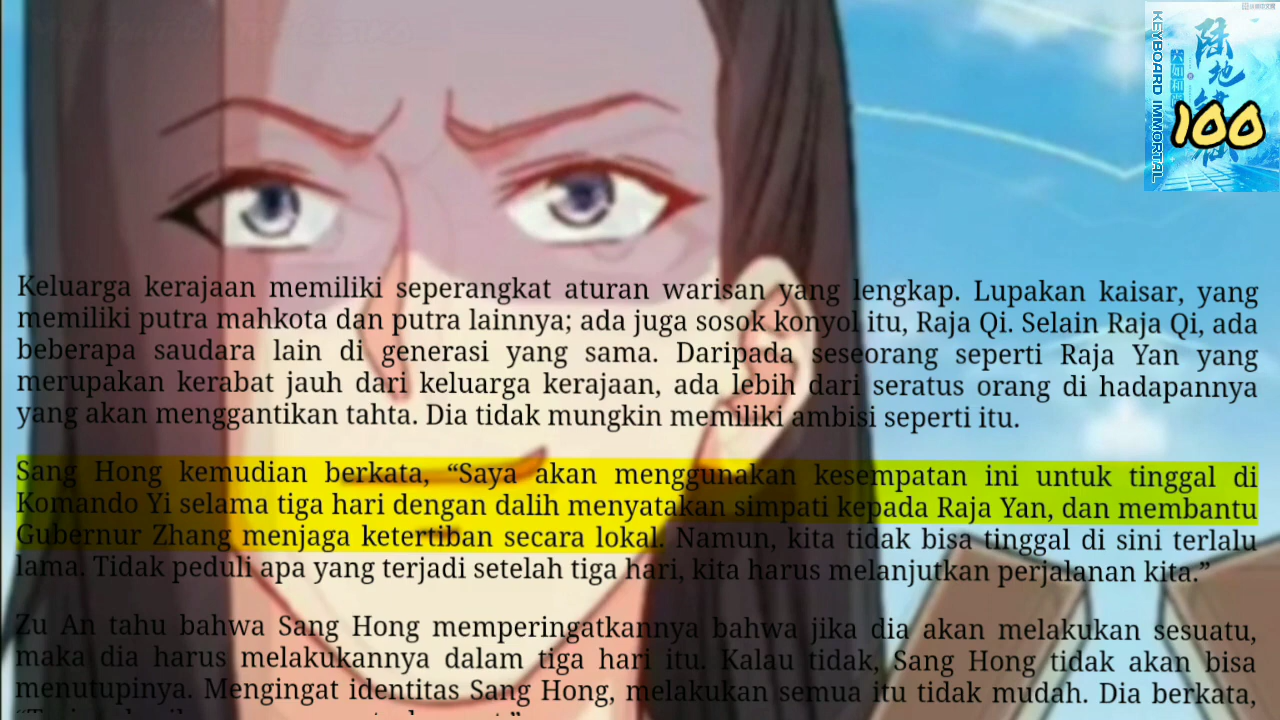 KEYBOARD IMMORTAL
陆地键仙
六如和尚
100
Keluarga kerajaan memiliki seperangkat aturan warisan yang lengkap. Lupakan kaisar, yang
memiliki putra mahkota dan putra lainnya; ada juga sosok konyol itu, Raja Qi. Selain Raja Qi, ada
beberapa saudara lain di generasi yang sama. Daripada seseorang seperti Raja Yan yang
merupakan kerabat jauh dari keluarga kerajaan, ada lebih dari seratus orang di hadapannya
yang akan menggantikan tahta. Dia tidak mungkin memiliki ambisi seperti itu.
Sang Hong kemudian berkata, “Saya akan menggunakan kesempatan ini untuk tinggal di
Komando Yi selama tiga hari dengan dalih menyatakan simpati kepada Raja Yan, dan membantu
Gubernur Zhang menjaga ketertiban secara lokal. Namun, kita tidak bisa tinggal di sini terlalu
lama. Tidak peduli apa yang terjadi setelah tiga hari, kita harus melanjutkan perjalanan kita.”
Zu An tahu bahwa Sang Hong memperingatkannya bahwa jika dia akan melakukan sesuatu,
maka dia harus melakukannya dalam tiga hari itu. Kalau tidak, Sang Hong tidak akan bisa
menutupinya. Mengingat identitas Sang Hong, melakukan semua itu tidak mudah. Dia berkata,